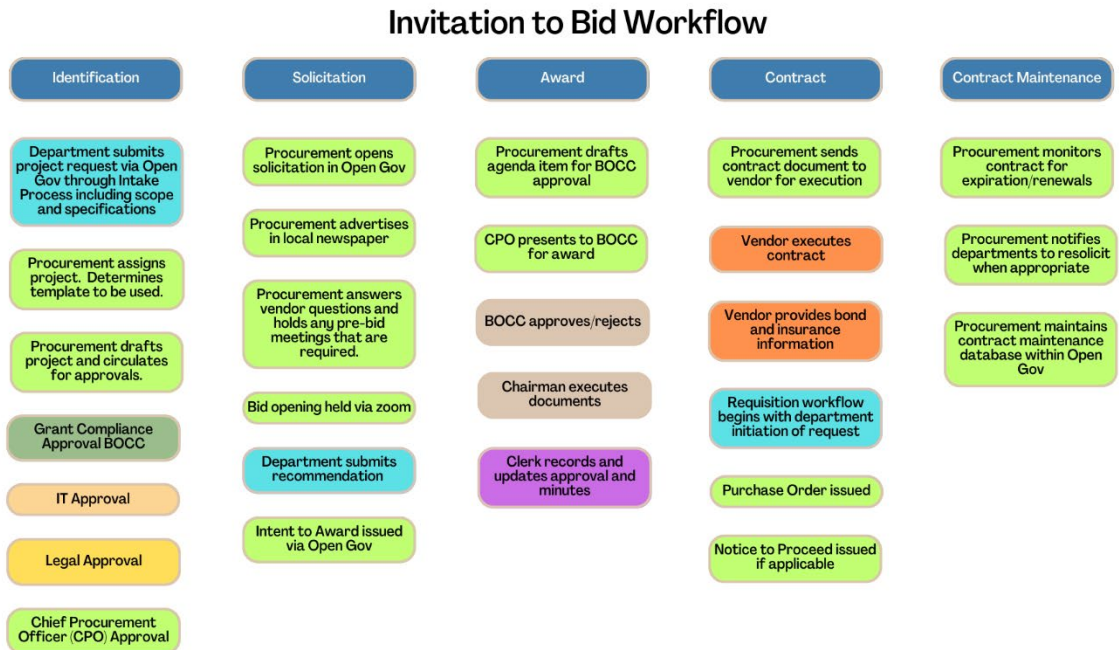 Invitation to Bid Workflow
Identification
Department submits
project request via Open
Gov through Intake
Process including scope
and specifications
Procurement assigns
project. Determines
template to be used.
Procurement drafts
project and circulates
for approvals.
Grant Compliance
Approval BOCC
IT Approval
Legal Approval
Chief Procurement
Officer (CPO) Approval
Solicitation
Procurement opens
solicitation in Open Gov
Procurement advertises
in local newspaper
Procurement answers
vendor questions and
holds any pre-bid
meetings that are
required.
Bid opening held via zoom
Department submits
recommendation
Intent to Award issued
via Open Gov
Award
Procurement drafts
agenda item for BOCC
approval
CPO presents to BOCC
for award
BOCC approves/rejects
Chairman executes
documents
Clerk records and
updates approval and
minutes
Contract
Procurement sends
contract document to
vendor for execution
Vendor executes
contract
Vendor provides bond
and insurance
information
Requisition workflow
begins with department
initiation of request
Purchase Order issued
Notice to Proceed issued
if applicable
Contract Maintenance
Procurement monitors
contract for
expiration/renewals
Procurement notifies
departments to resolicit
when appropriate
Procurement maintains
contract maintenance
database within Open
Gov